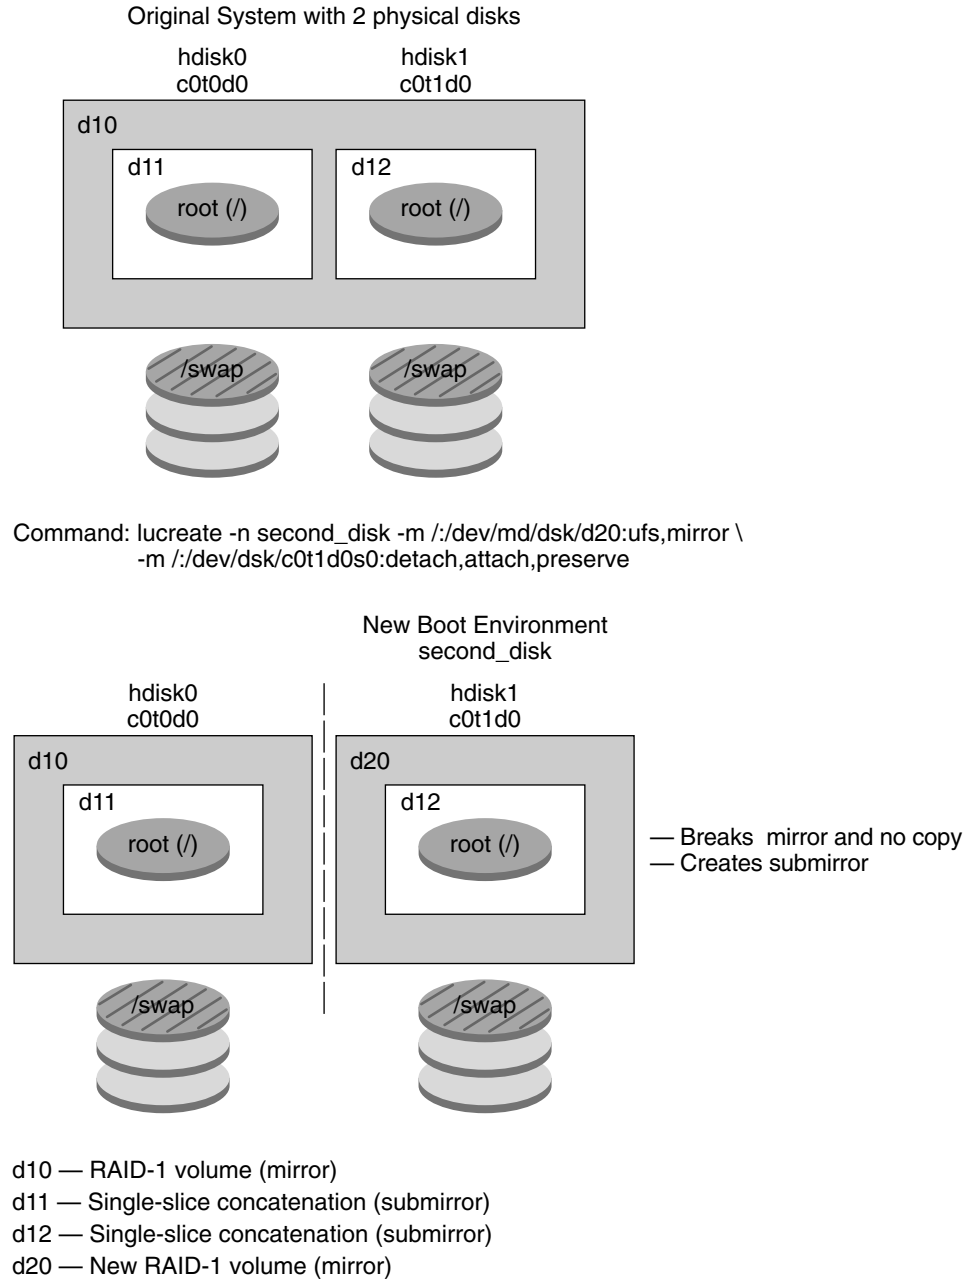 Original System with 2 physical disks
hdisk0
c0t0d0
hdisk1
c0t1d0
d10
d11
root (/)
d12
root (/)
/swap
/swap
Command: lucreate -n second_disk -m /:/dev/md/dsk/d20:ufs,mirror \
-m /:/dev/dsk/c0t1d0s0:detach,attach,preserve
New Boot Environment
second_disk
hdisk0
c0t0d0
hdisk1
c0t1d0
d10
d11
root (/)
d20
d12
root (/)
— Breaks mirror and no copy
— Creates submirror
/swap
/swap
d10 — RAID-1 volume (mirror)
d11 — Single-slice concatenation (submirror)
d12 — Single-slice concatenation (submirror)
d20 — New RAID-1 volume (mirror)